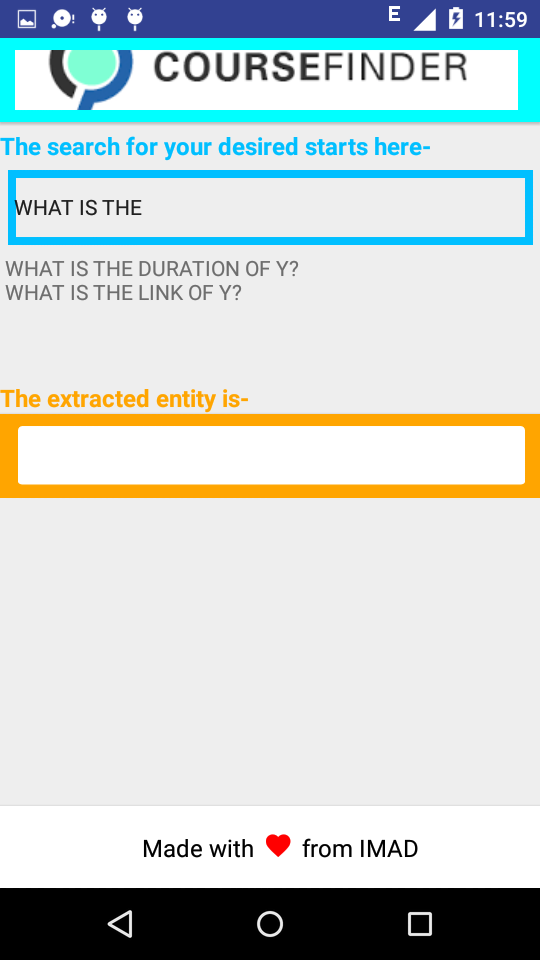 E 11:59
COURSEFINDER
The search for your desired starts here-
WHAT IS THE
WHAT IS THE DURATION OF Y?
WHAT IS THE LINK OF Y?
The extracted entity is-
Made with from IMAD